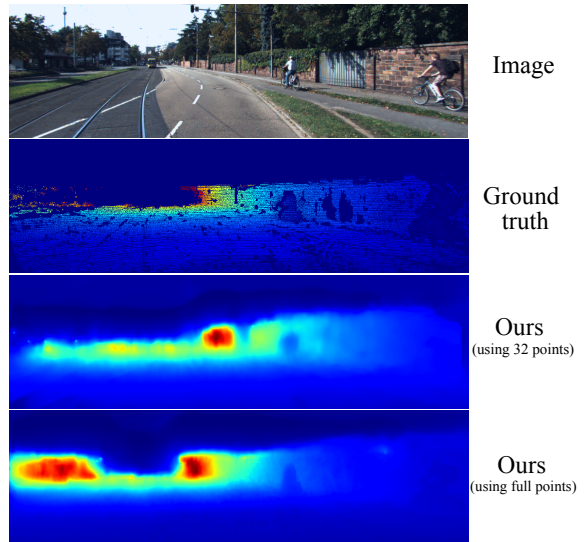 Image
Ground
truth
Ours
(using 32 points)
Ours
(using full points)